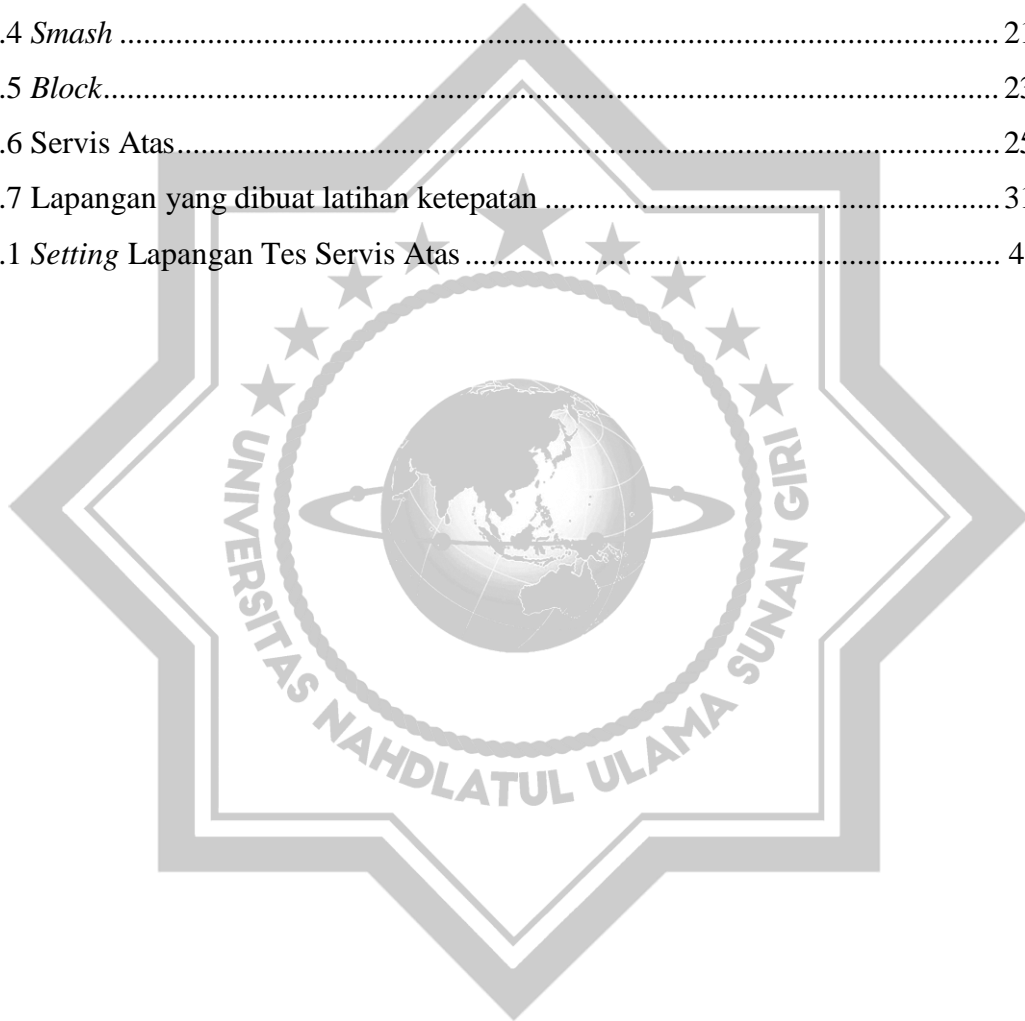 .4 Smash ........................................................................ 21
.5 Block ........................................................................ 23
.6 Servis Atas ........................................................................ 25
.7 Lapangan yang dibuat latihan ketepatan ........................................................................ 31
.1 Setting Lapangan Tes Servis Atas ........................................................................ 4
UNIVERSITAS NAHDLATUL ULAMA SUNAN GIRI